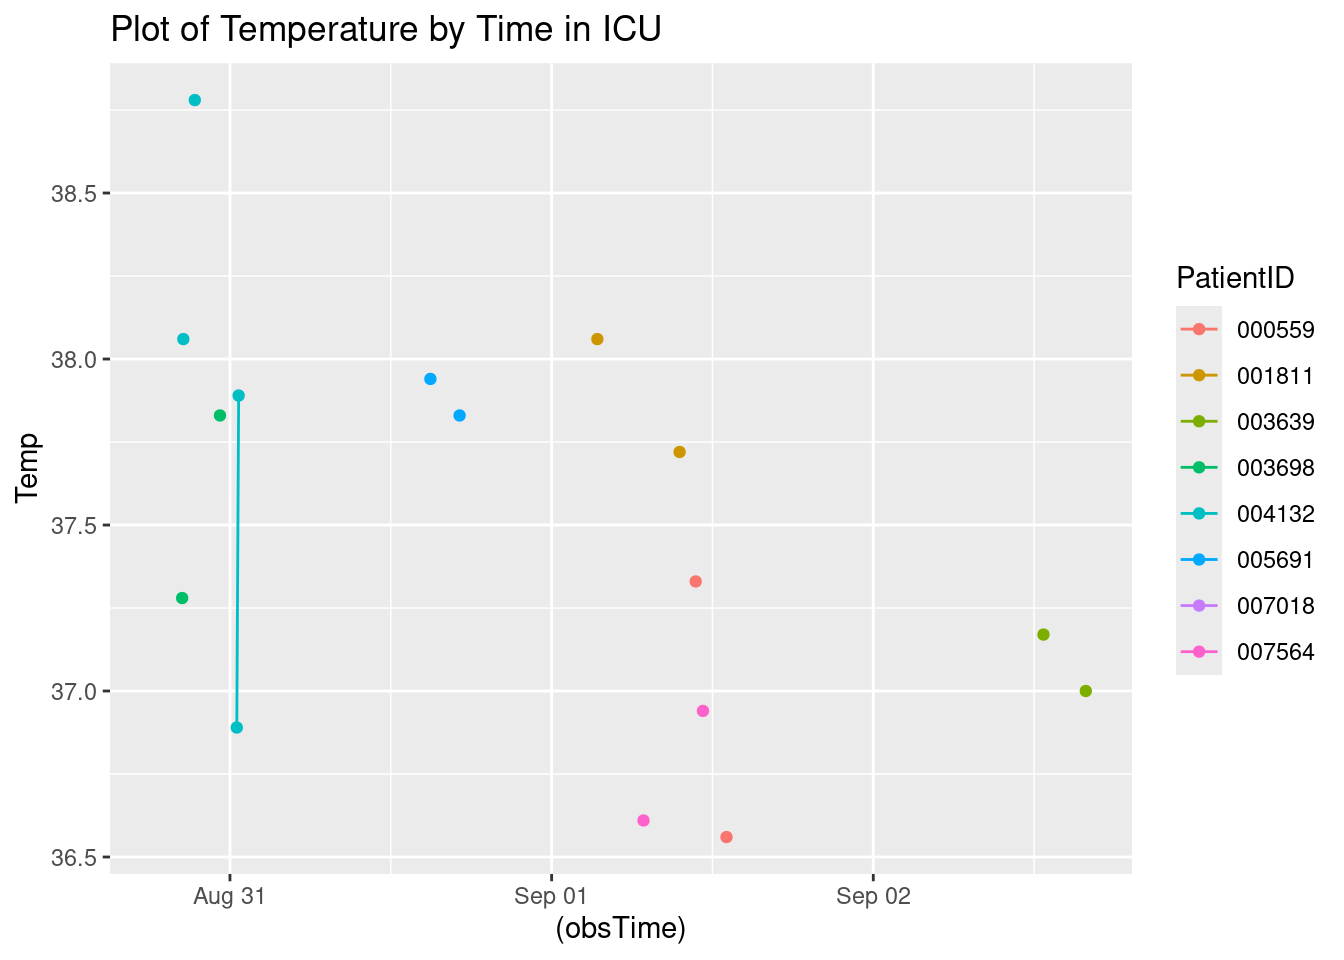 Plot of Temperature by Time in ICU
38.5
38.0
37.5
37.0
36.5
Temp
Aug 31
Sep 01
Sep 02
(obsTime)
PatientID
000559
001811
003639
003698
004132
005691
007018
007564